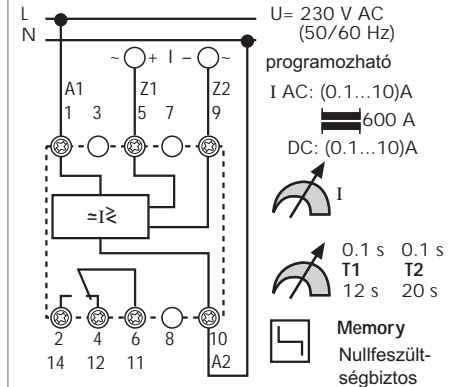 L
N
U= 230 V AC
(50/60 Hz)
~ + I − ~
programozható
A1 Z1 Z2
1 3 5 7 9
I AC: (0.1...10)A
600 A
DC: (0.1...10)A
≃I≷
I
0.1 s 0.1 s
T1 T2
12 s 20 s
2 4 6 8 10
14 12 11 A2
Memory
Nullfeszült-
ségbiztos